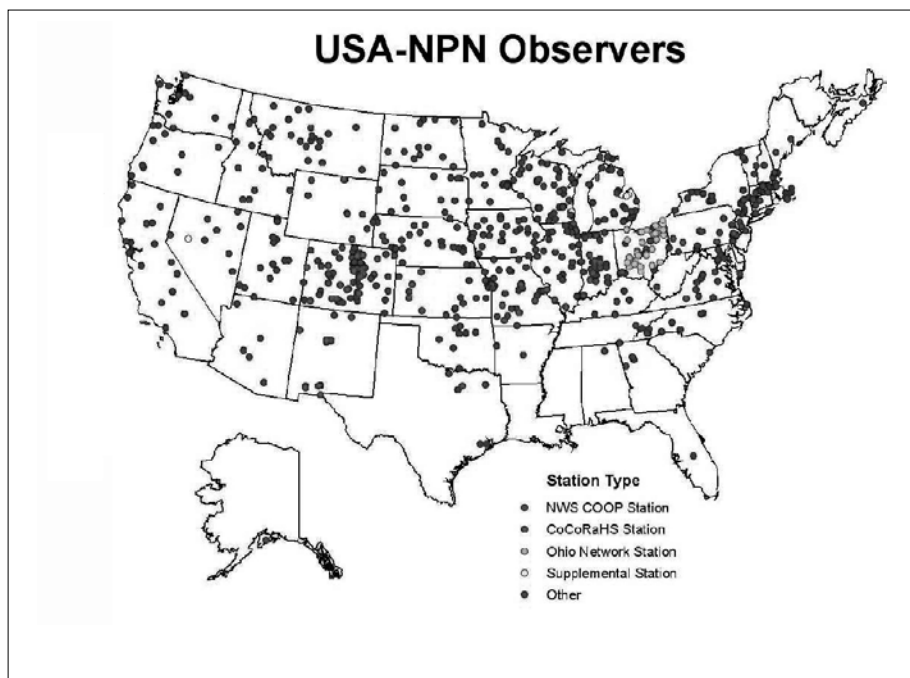 USA-NPN Observers
Station Type
NWS COOP Station
CoCoRaHS Station
Ohio Network Station
Supplemental Station
Other